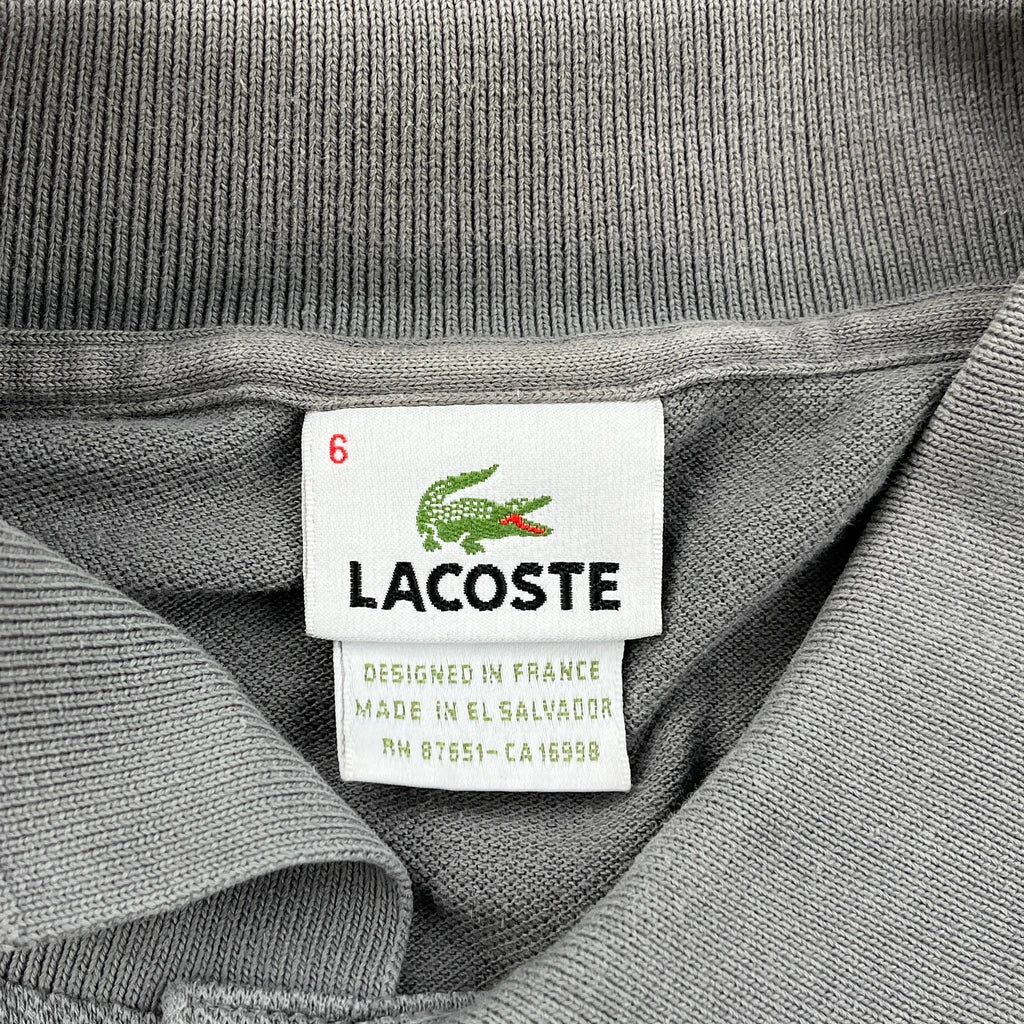 6
LACOSTE
DESIGNED IN FRANCE
MADE IN EL SALVADOR
RN 87651-CA 16998